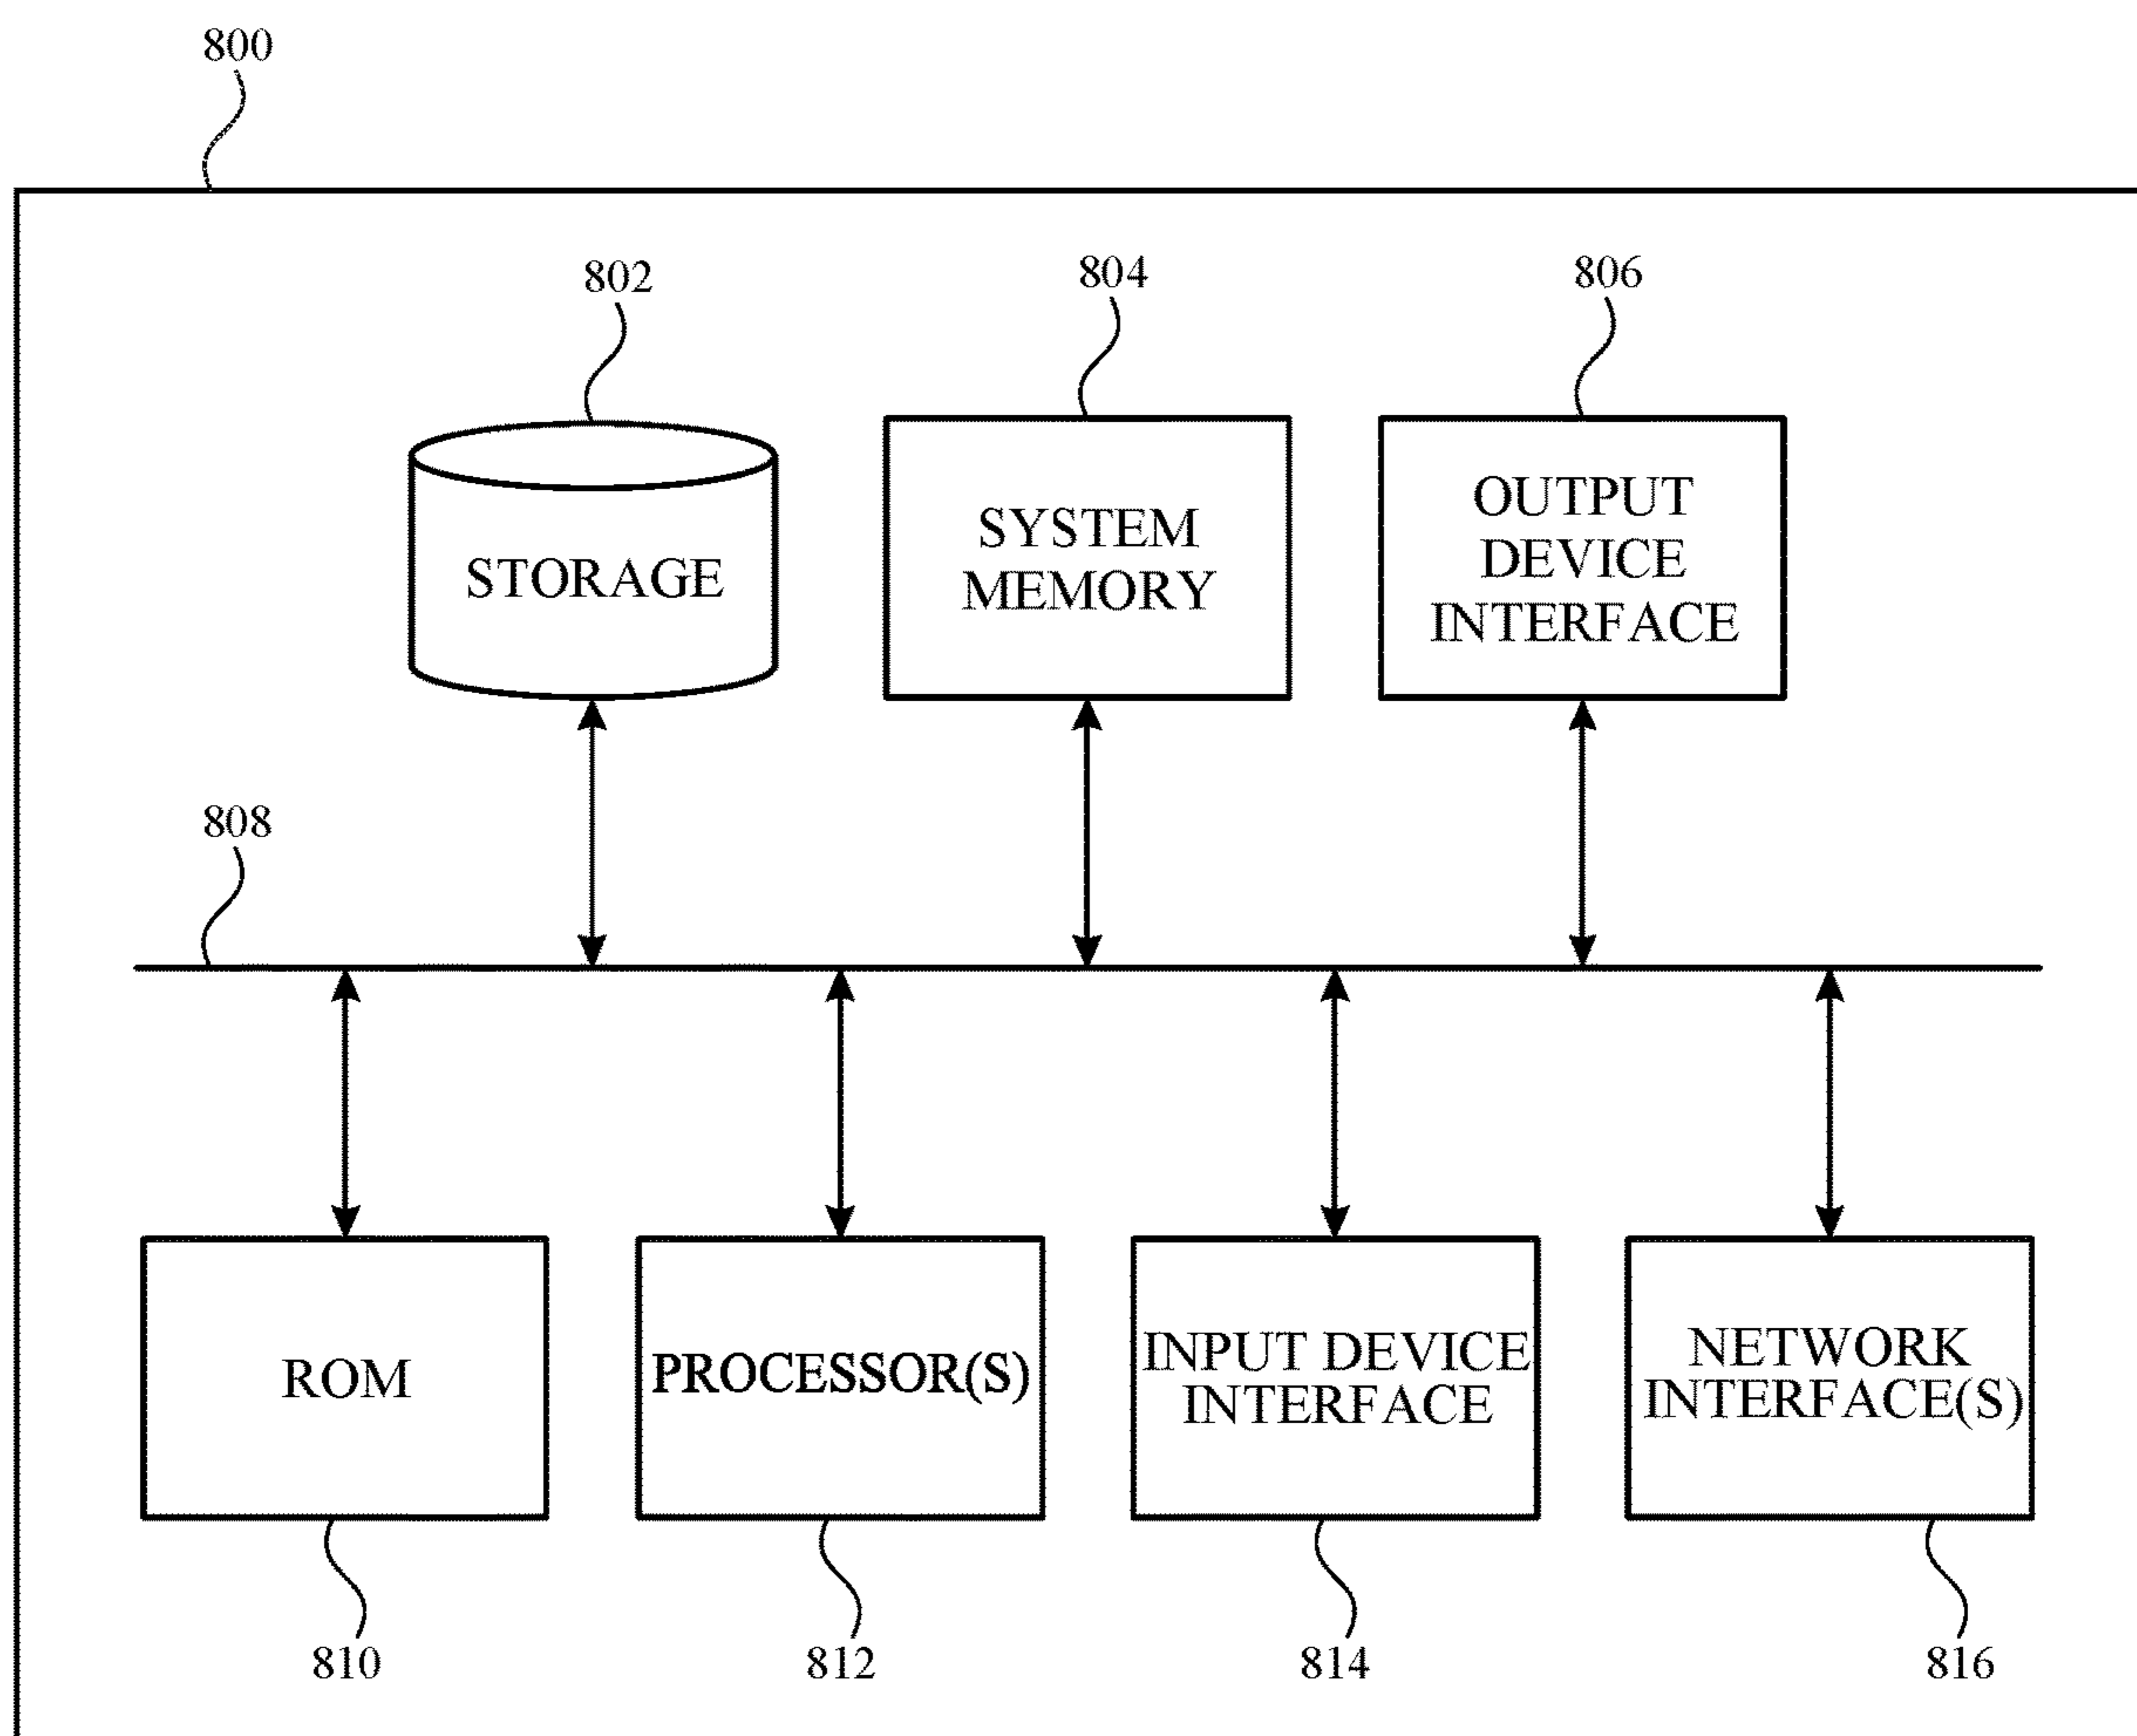 800
802
804
806
STORAGE
SYSTEM
MEMORY
OUTPUT
DEVICE
INTERFACE
808
ROM
PROCESSOR(S)
INPUT DEVICE
INTERFACE
NETWORK
INTERFACE(S)
810
812
814
816